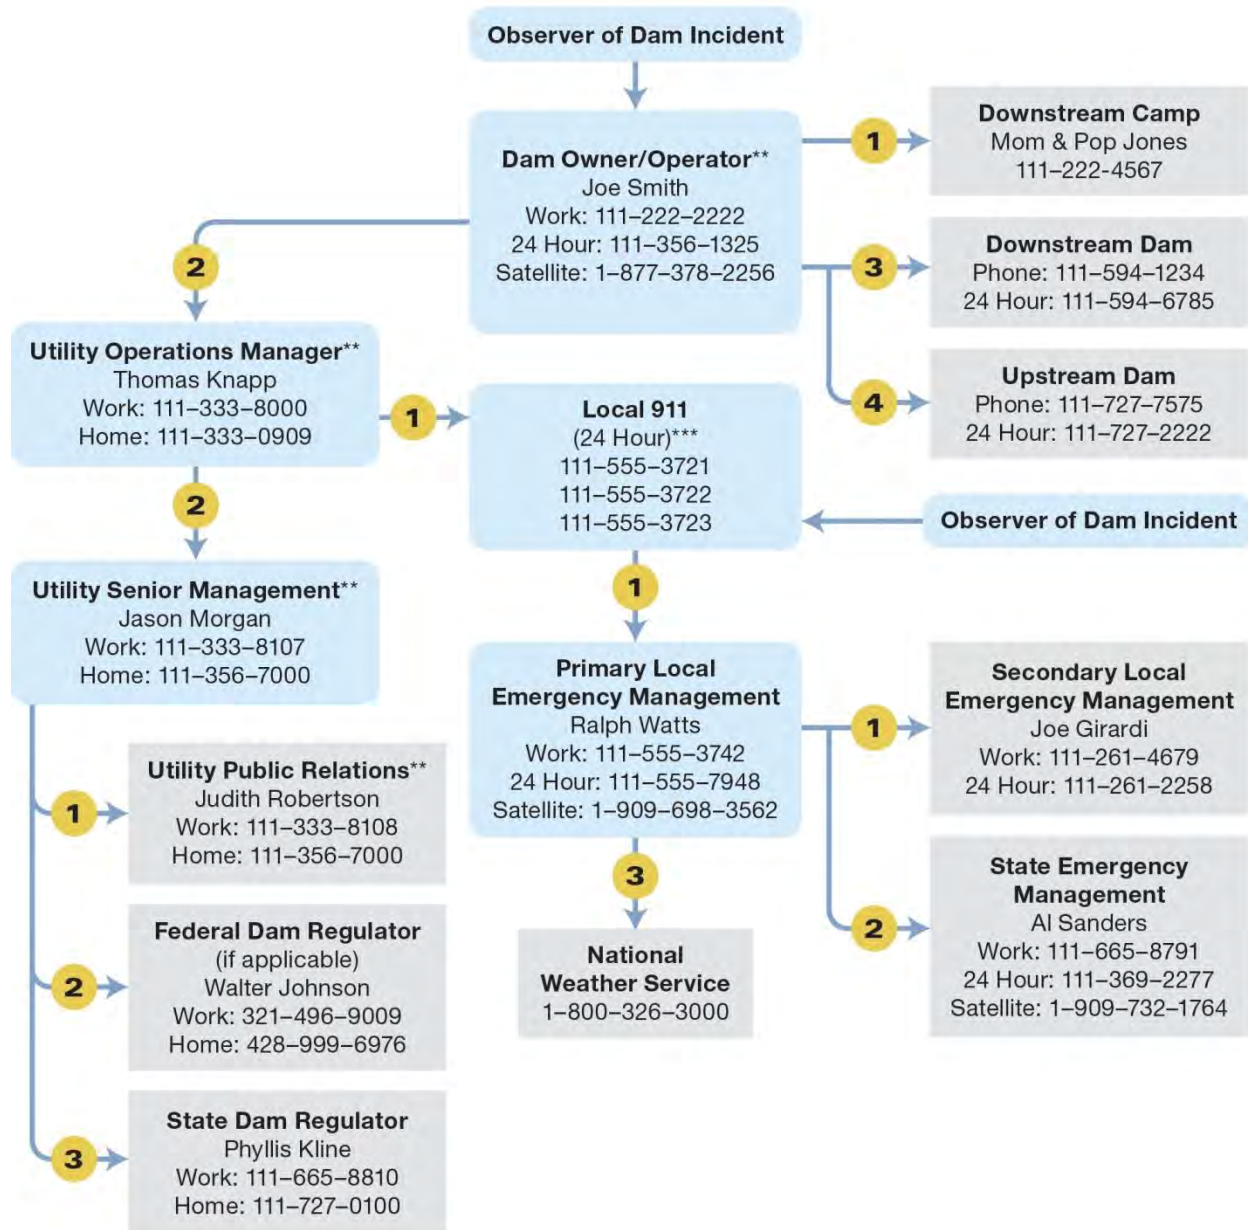 Observer of Dam Incident
Dam Owner/Operator**
Joe Smith
Work: 111–222–2222
24 Hour: 111–356–1325
Satellite: 1–877–378–2256
1
Downstream Camp
Mom & Pop Jones
111–222-4567
3
Downstream Dam
Phone: 111–594–1234
24 Hour: 111–594–6785
4
Upstream Dam
Phone: 111–727–7575
24 Hour: 111–727–2222
2
Utility Operations Manager**
Thomas Knapp
Work: 111–333–8000
Home: 111–333–0909
1
Local 911
(24 Hour)***
111–555–3721
111–555–3722
111–555–3723
Observer of Dam Incident
2
Utility Senior Management**
Jason Morgan
Work: 111–333–8107
Home: 111–356–7000
1
Primary Local
Emergency Management
Ralph Watts
Work: 111–555–3742
24 Hour: 111–555–7948
Satellite: 1–909–698–3562
1
Secondary Local
Emergency Management
Joe Girardi
Work: 111–261–4679
24 Hour: 111–261–2258
2
State Emergency
Management
Al Sanders
Work: 111–665–8791
24 Hour: 111–369–2277
Satellite: 1–909–732–1764
3
National
Weather Service
1–800–326–3000
1
Utility Public Relations**
Judith Robertson
Work: 111–333–8108
Home: 111–356–7000
2
Federal Dam Regulator
(if applicable)
Walter Johnson
Work: 321–496–9009
Home: 428–999–6976
3
State Dam Regulator
Phyllis Kline
Work: 111–665–8810
Home: 111–727–0100